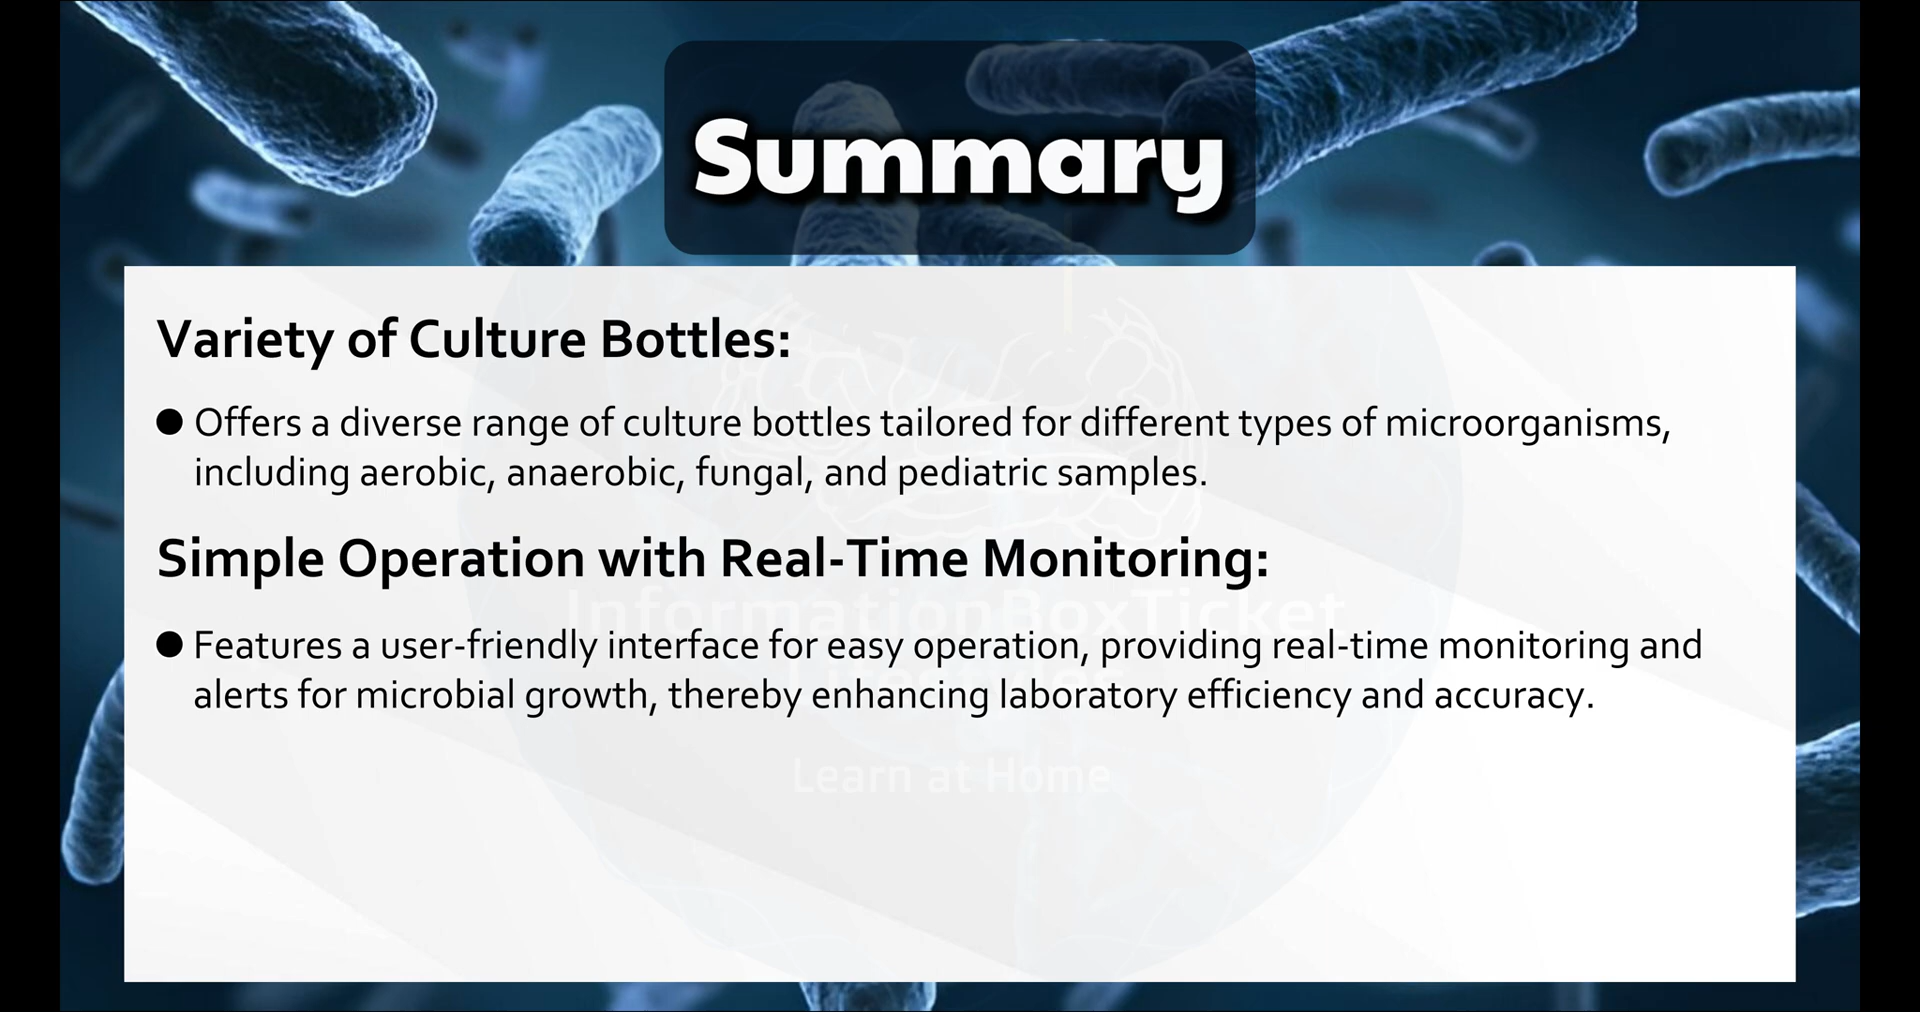 Summary
Variety of Culture Bottles:
● Offers a diverse range of culture bottles tailored for different types of microorganisms,
including aerobic, anaerobic, fungal, and pediatric samples.
Simple Operation with Real-Time Monitoring:
InformationBoxTicket
● Features a user-friendly interface for easy operation, providing real-time monitoring and
alerts for microbial growth, thereby enhancing laboratory efficiency and accuracy.
Learn at Home